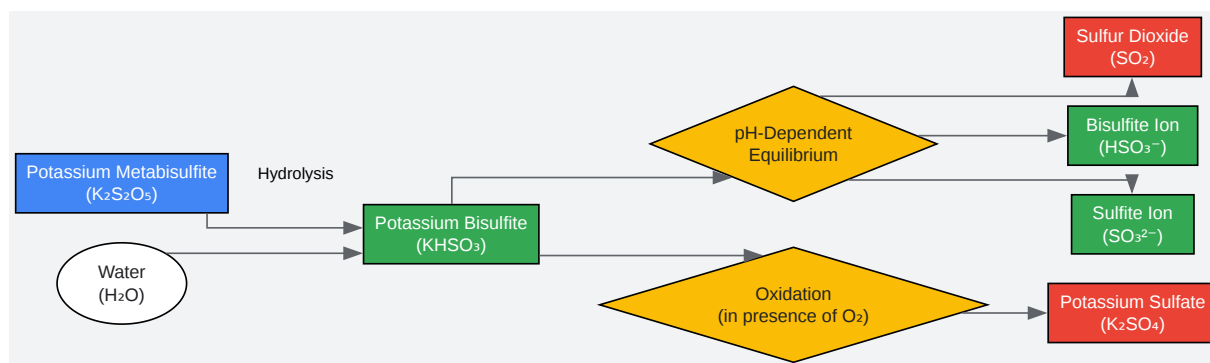 Potassium Metabisulfite
(K₂S₂O₅)
Hydrolysis
Water
(H₂O)
Potassium Bisulfite
(KHSO₃)
pH-Dependent
Equilibrium
Oxidation
(in presence of O₂)
Sulfur Dioxide
(SO₂)
Bisulfite Ion
(HSO₃⁻)
Sulfite Ion
(SO₃²⁻)
Potassium Sulfate
(K₂SO₄)